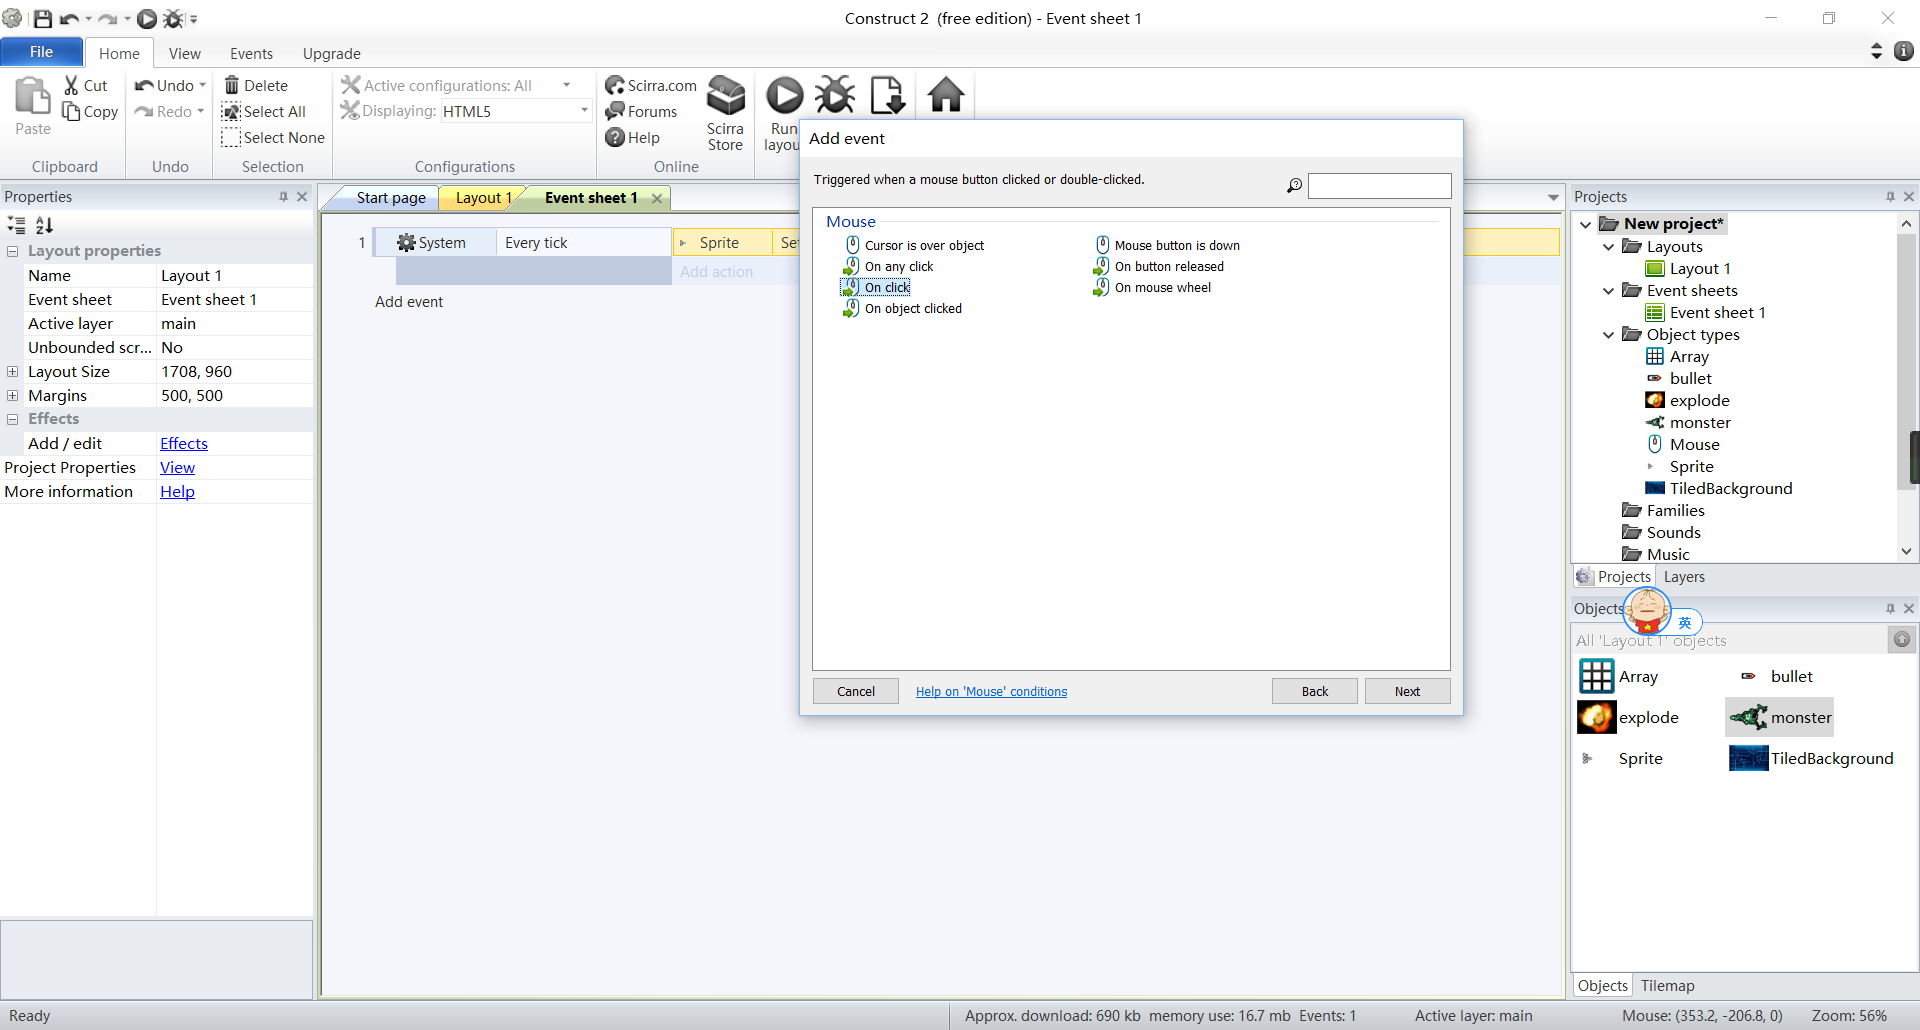 Construct 2  (free edition) - Event sheet 1
File
Home
View
Events
Upgrade
Paste
Cut
Copy
Clipboard
Undo
Redo
Undo
Delete
Select All
Select None
Selection
Active configurations: All
Displaying: HTML5
Configurations
Scirra.com
Forums
Help
Scirra
Store
Online
Run
layou
Properties
Layout properties
Name Layout 1
Event sheet Event sheet 1
Active layer main
Unbounded scr... No
Layout Size 1708, 960
Margins 500, 500
Effects
Add / edit Effects
Project Properties View
More information Help
Start page
Layout 1
Event sheet 1
1 System Every tick Sprite Set
Add action
Add event
Add event
Triggered when a mouse button clicked or double-clicked.
Mouse
Cursor is over object
On any click
On click
On object clicked
Mouse button is down
On button released
On mouse wheel
Cancel
Help on 'Mouse' conditions
Back
Next
Projects
New project*
Layouts
Layout 1
Event sheets
Event sheet 1
Object types
Array
bullet
explode
monster
Mouse
Sprite
TiledBackground
Families
Sounds
Music
Projects
Layers
Objects
英
All 'Layout 1' objects
Array
bullet
explode
monster
Sprite
TiledBackground
Objects
Tilemap
Ready
Approx. download: 690 kb  memory use: 16.7 mb  Events: 1
Active layer: main
Mouse: (353.2, -206.8, 0)
Zoom: 56%